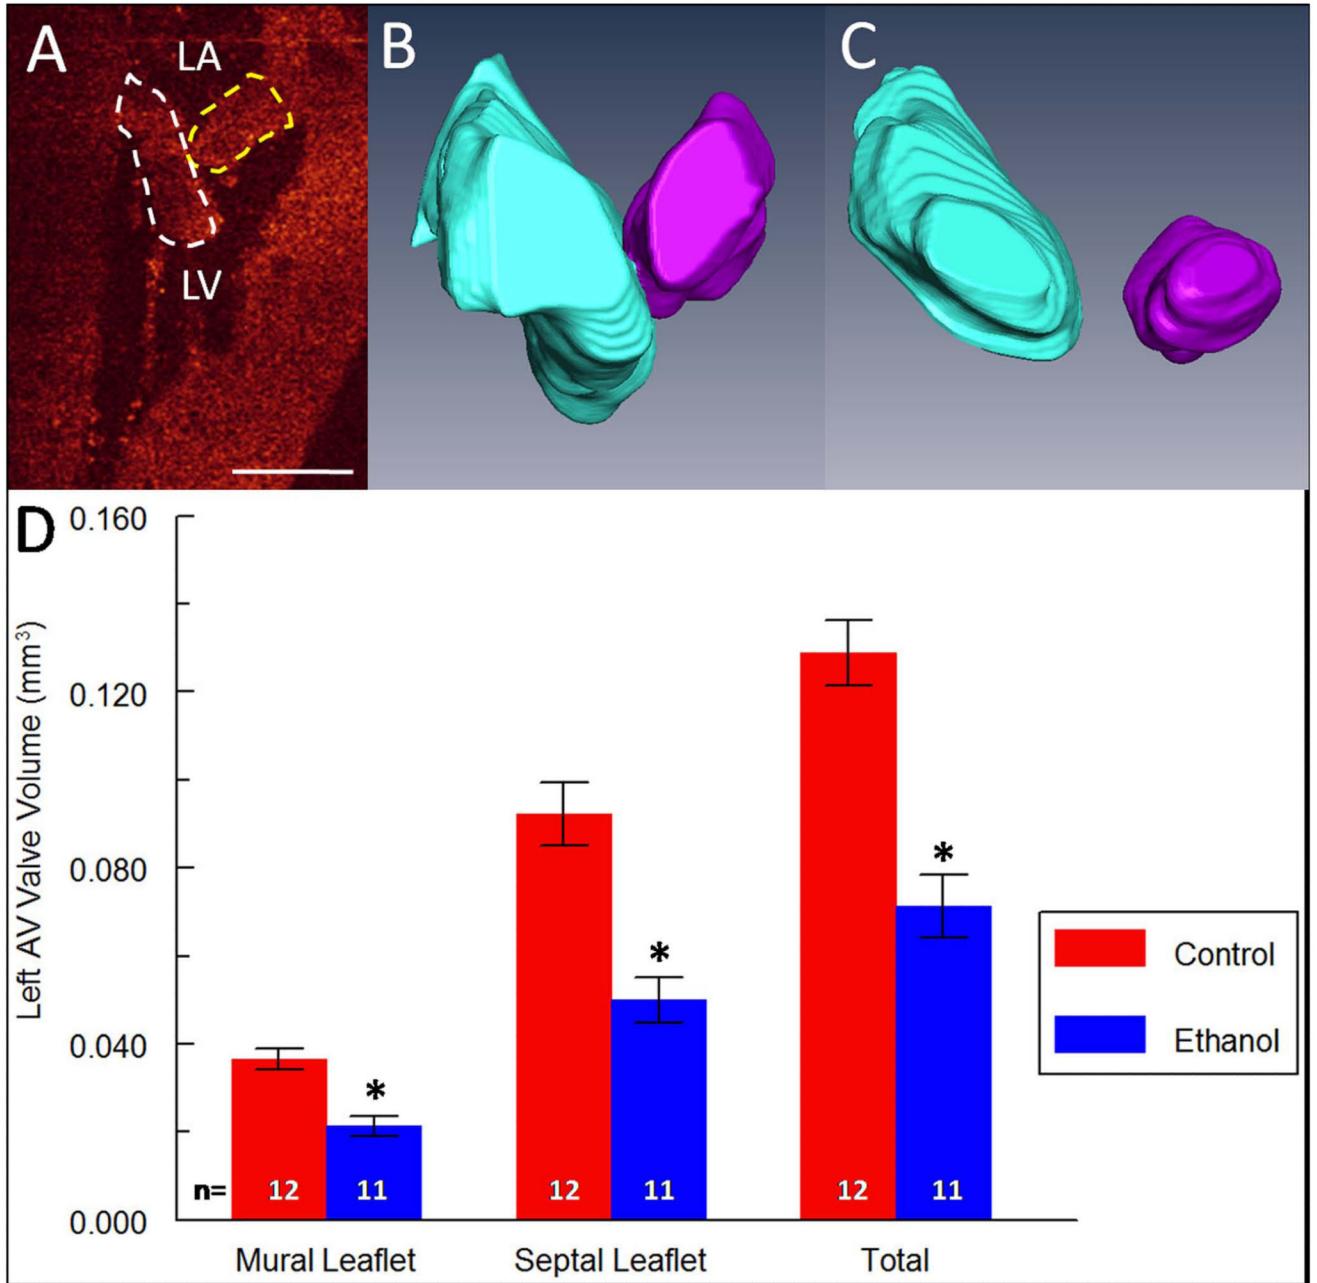 A
LA
LV
B
C
D
Left AV Valve Volume (mm³)
0.160
0.120
0.080
0.040
0.000
*
*
*
n= 12 11 12 11 12 11
Mural Leaflet Septal Leaflet Total
Control
Ethanol